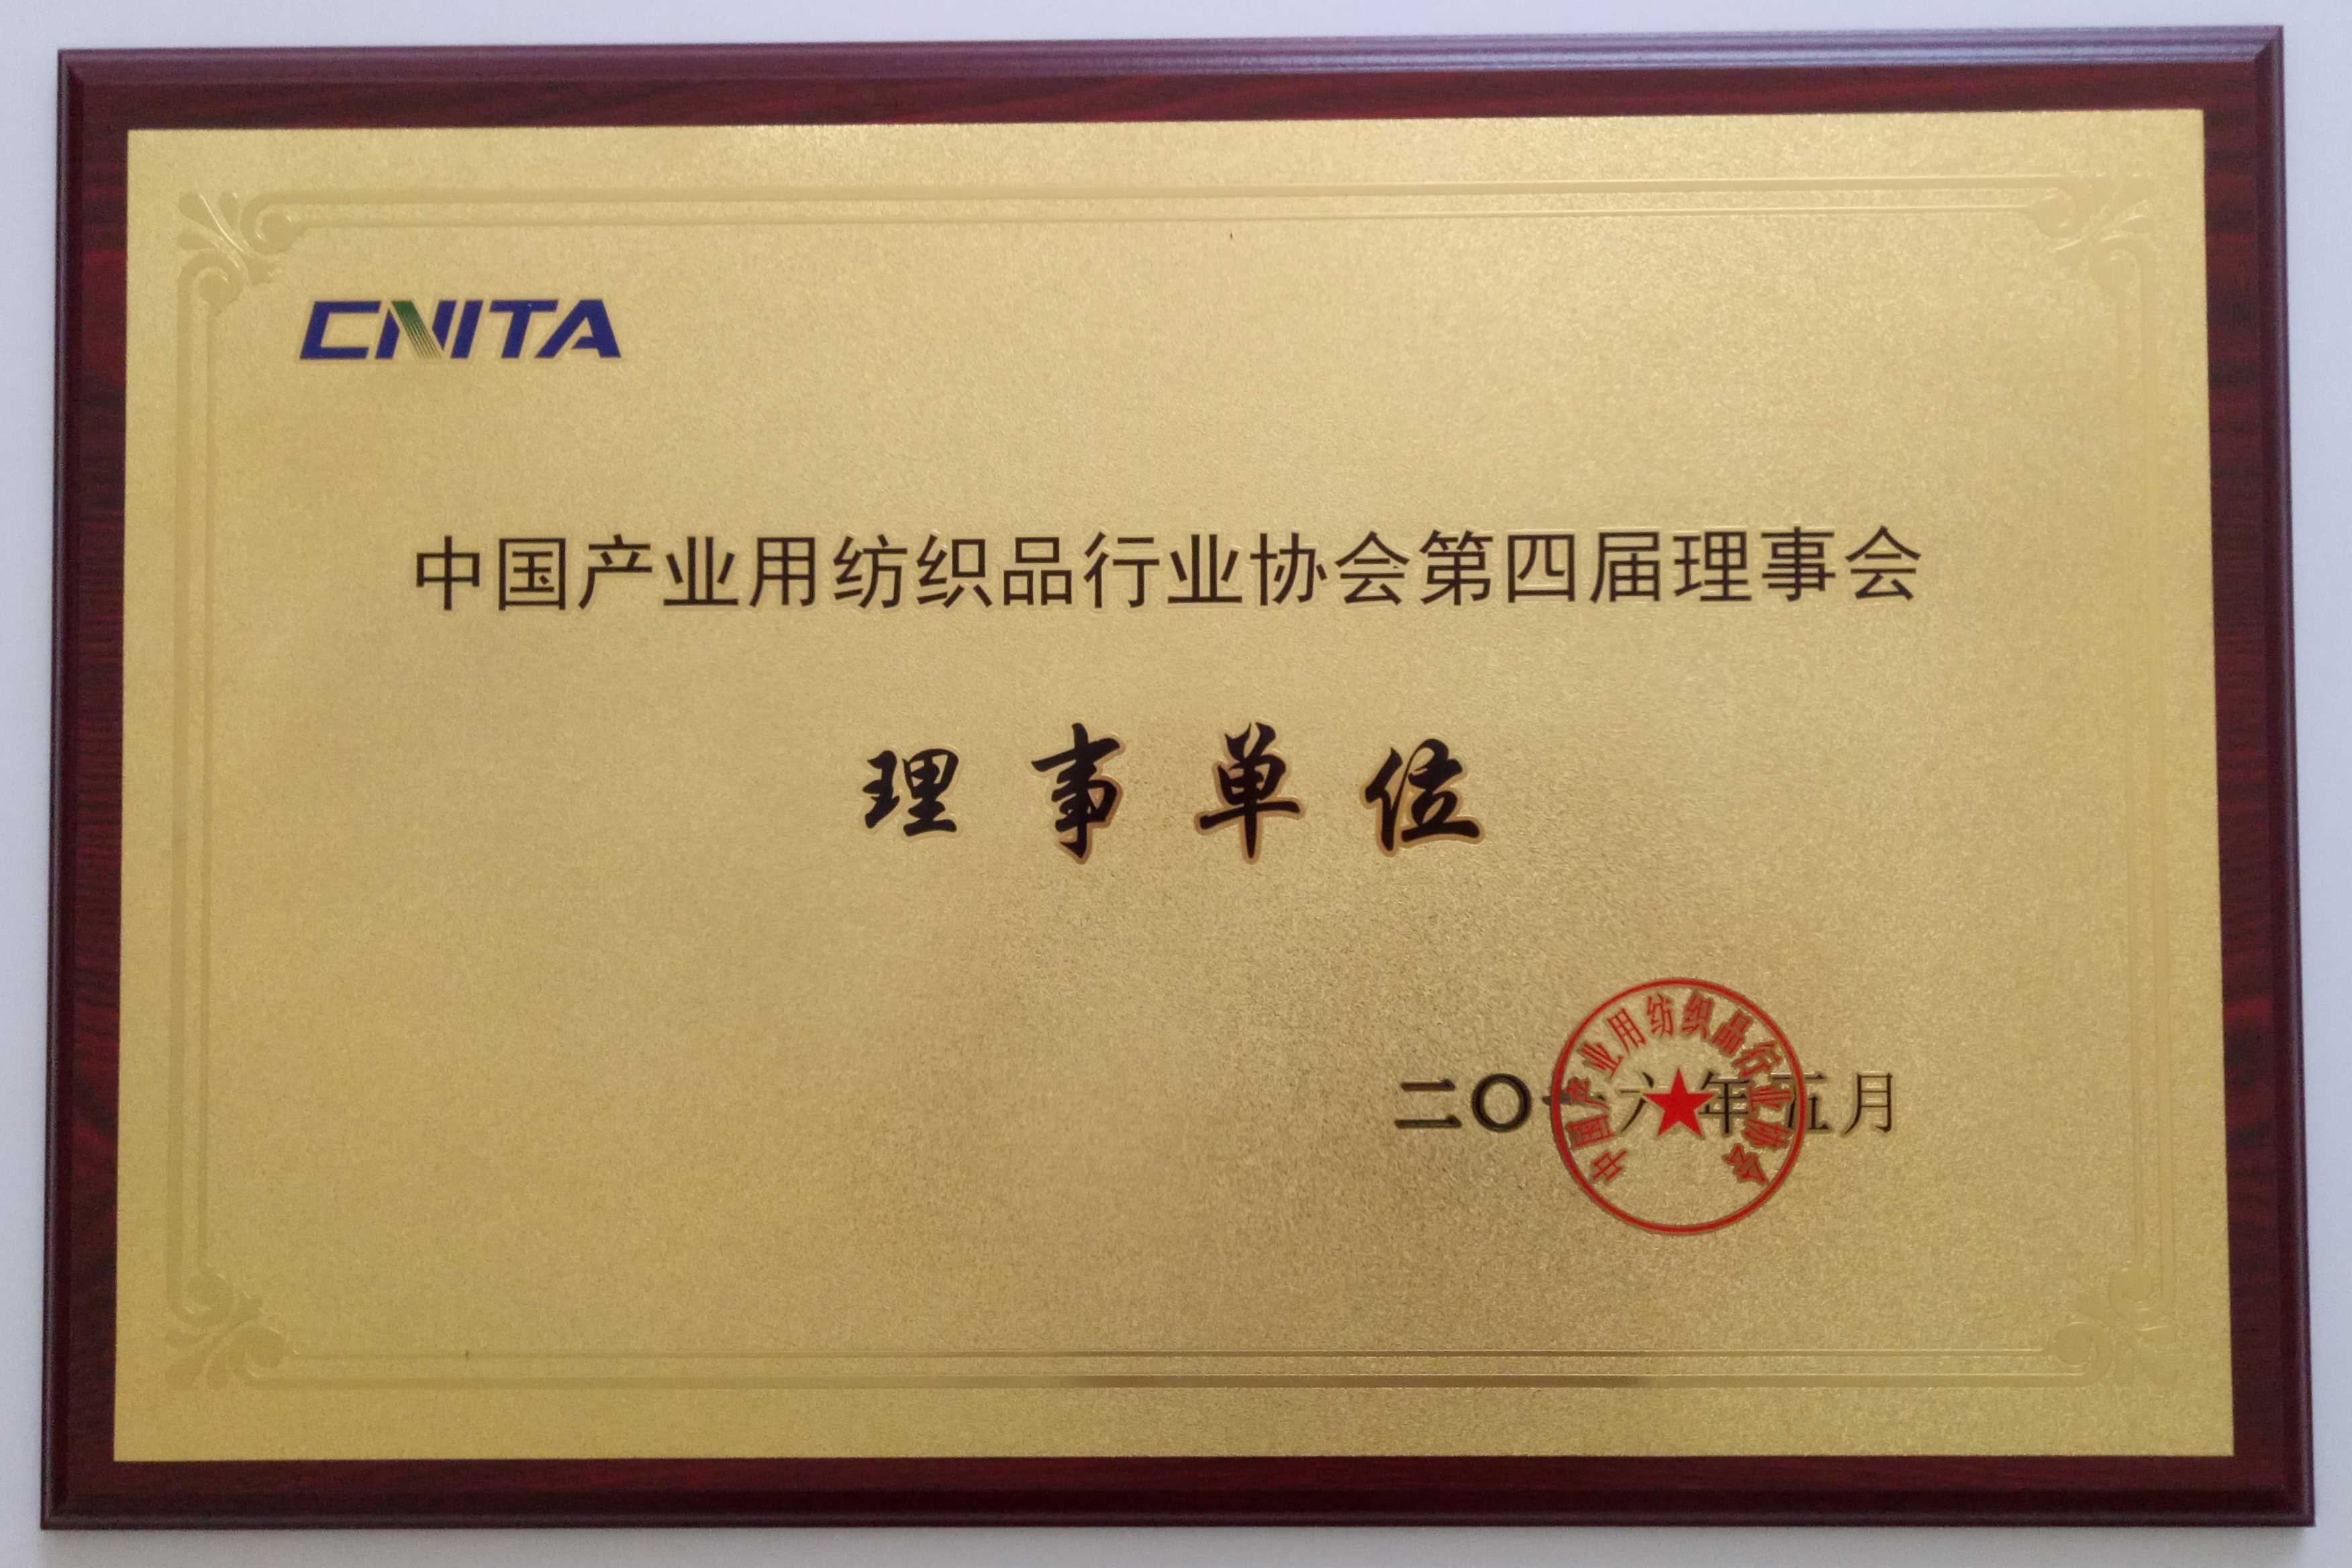 CNITA
中国产业用纺织品行业协会第四届理事会
理事单位
中国产业用纺织品行业协会
二〇一六年五月